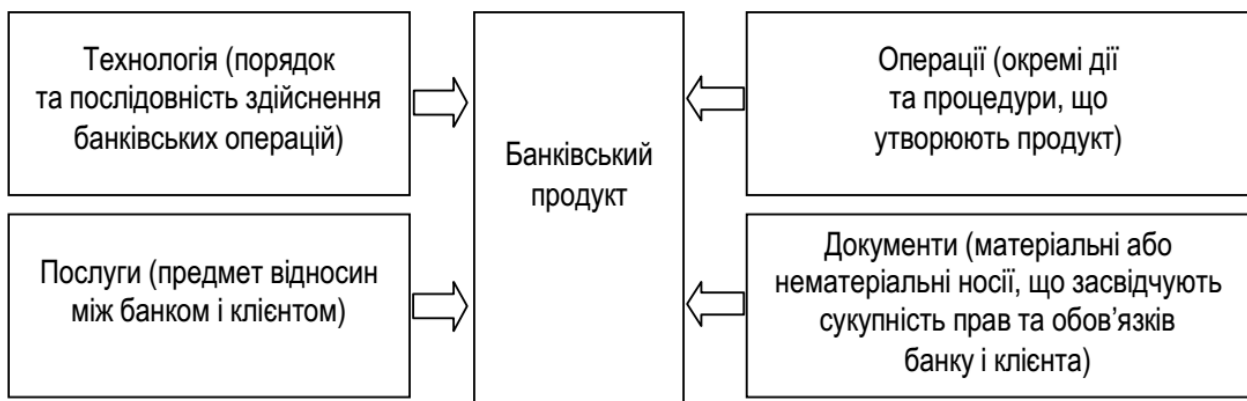 Технологія (порядок
та послідовність здійснення
банківських операцій)
Послуги (предмет відносин
між банком і клієнтом)
Банківський
продукт
Операції (окремі дії
та процедури, що
утворюють продукт)
Документи (матеріальні або
нематеріальні носії, що засвідчують
сукупність прав та обов’язків
банку і клієнта)